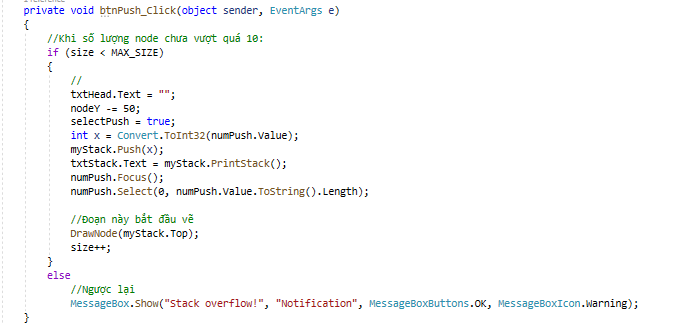 private void btnPush_Click(object sender, EventArgs e)
{
//Khi số lượng node chưa vượt quá 10:
if (size < MAX_SIZE)
{
//
txtHead.Text = "";
nodeY -= 50;
selectPush = true;
int x = Convert.ToInt32(numPush.Value);
myStack.Push(x);
txtStack.Text = myStack.PrintStack();
numPush.Focus();
numPush.Select(0, numPush.Value.ToString().Length);
//Đoạn này bắt đầu vẽ
DrawNode(myStack.Top);
size++;
}
else
//Ngược lại
MessageBox.Show("Stack overflow!", "Notification", MessageBoxButtons.OK, MessageBoxIcon.Warning);
}